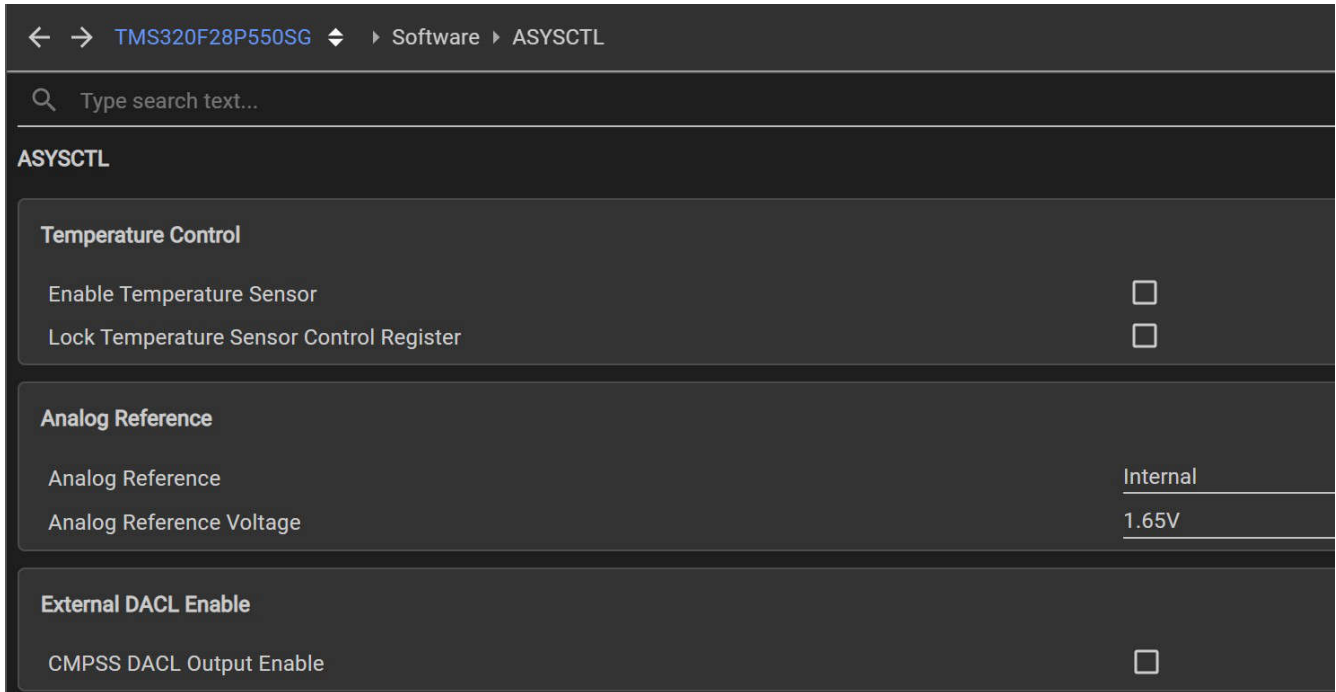 TMS320F28P550SG Software ASYSCTL
Type search text...
ASYSCTL
Temperature Control
Enable Temperature Sensor
Lock Temperature Sensor Control Register
Analog Reference
Analog Reference Internal
Analog Reference Voltage 1.65V
External DACL Enable
CMPSS DACL Output Enable